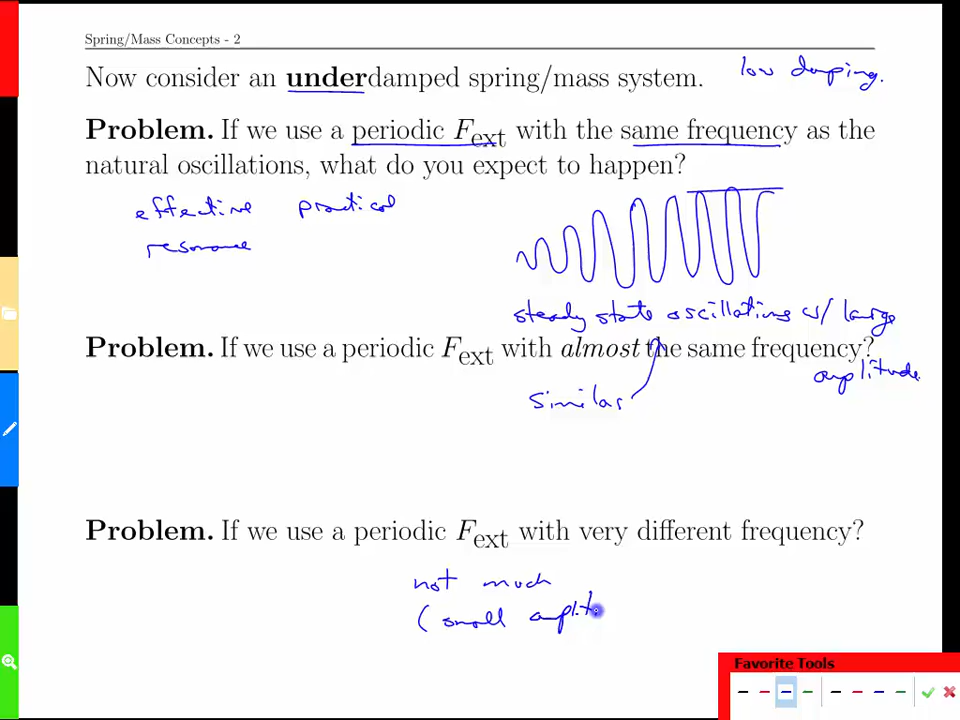 Spring/Mass Concepts - 2
Now consider an underdamped spring/mass system.
low damping.
Problem. If we use a periodic Fext with the same frequency as the
natural oscillations, what do you expect to happen?
effective practical
resonance
steady state oscillations w/ large
amplitude
Problem. If we use a periodic Fext with almost the same frequency?
similar
Problem. If we use a periodic Fext with very different frequency?
not much
(small amplit
Favorite Tools